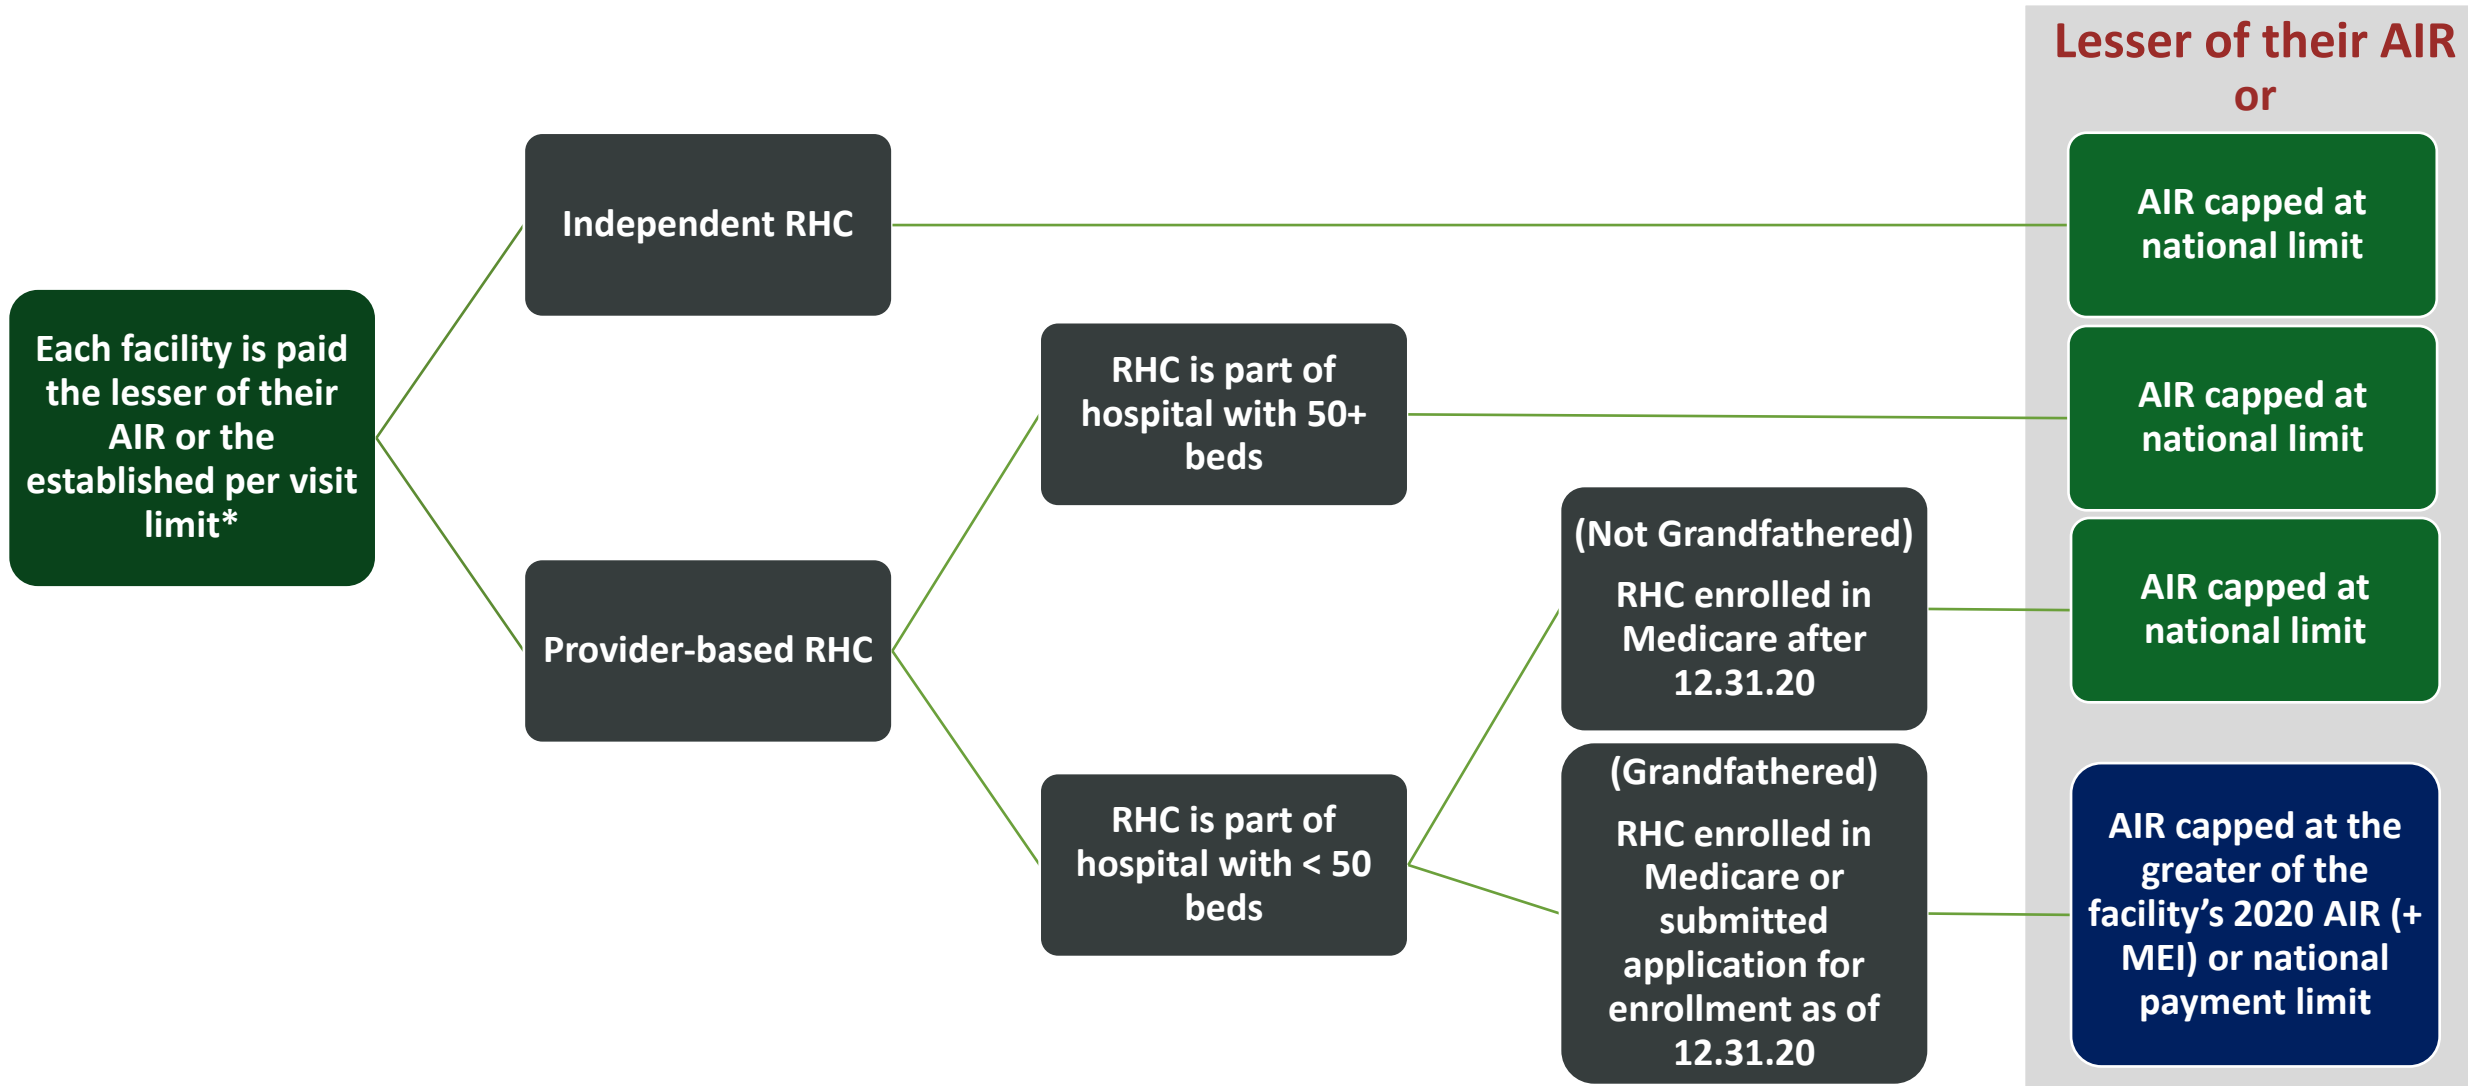 Lesser of their AIR
or
Each facility is paid
the lesser of their
AIR or the
established per visit
limit*
Independent RHC
AIR capped at
national limit
Provider-based RHC
RHC is part of
hospital with 50+
beds
AIR capped at
national limit
RHC is part of
hospital with < 50
beds
(Not Grandfathered)
RHC enrolled in
Medicare after
12.31.20
AIR capped at
national limit
(Grandfathered)
RHC enrolled in
Medicare or
submitted
application for
enrollment as of
12.31.20
AIR capped at the
greater of the
facility’s 2020 AIR (+
MEI) or national
payment limit